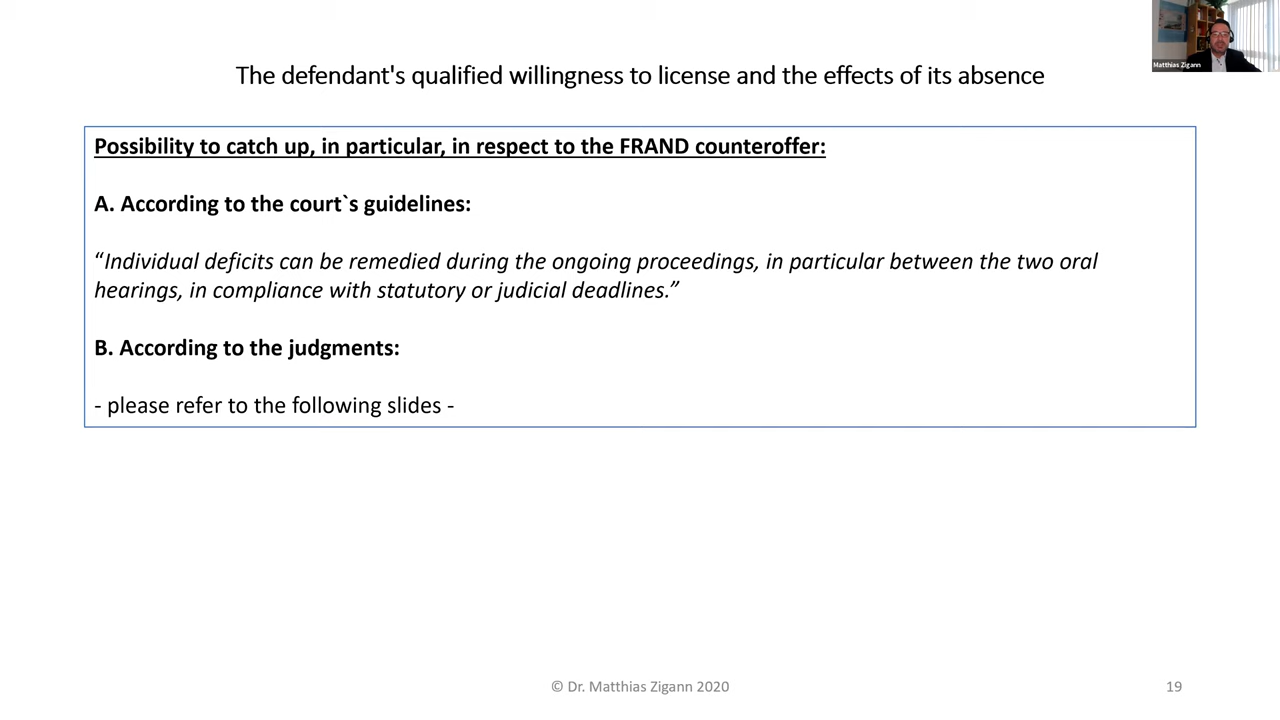 Matthias Zigann
The defendant's qualified willingness to license and the effects of its absence
Possibility to catch up, in particular, in respect to the FRAND counteroffer:
A. According to the court`s guidelines:
“Individual deficits can be remedied during the ongoing proceedings, in particular between the two oral
hearings, in compliance with statutory or judicial deadlines.”
B. According to the judgments:
- please refer to the following slides -
© Dr. Matthias Zigann 2020
19